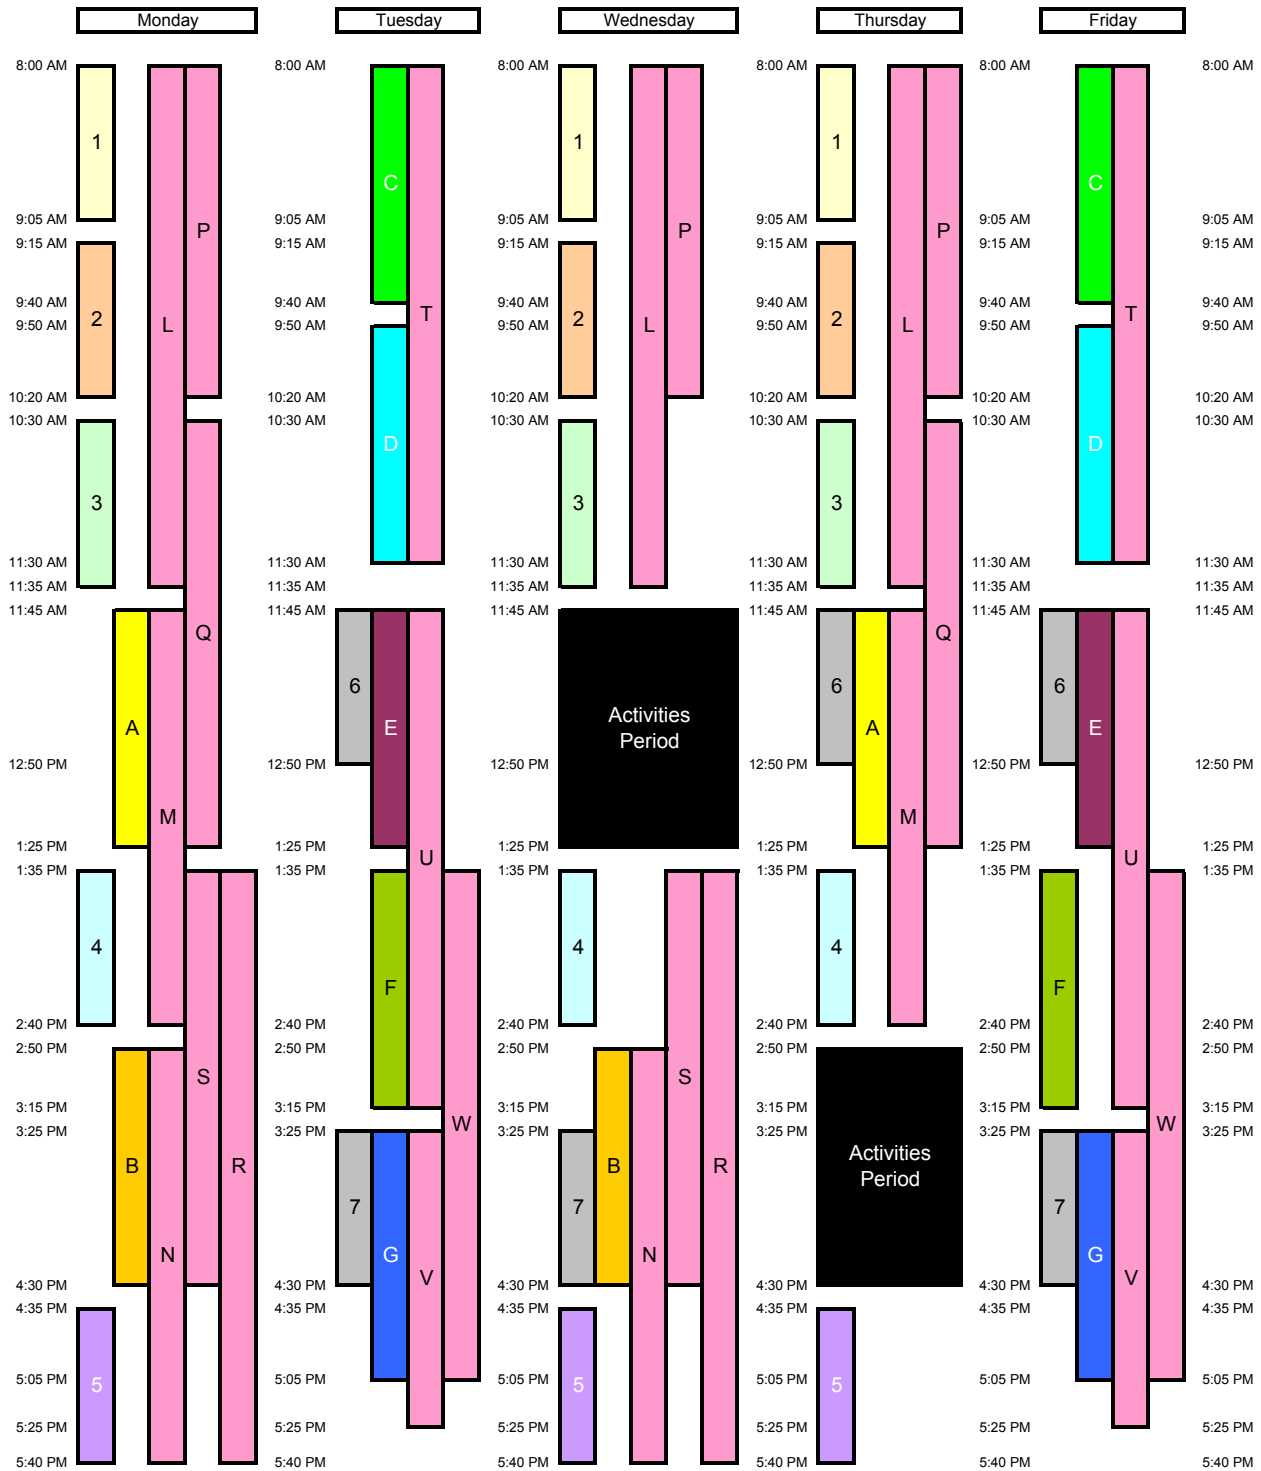 Monday Tuesday Wednesday Thursday Friday
8:00 AM 8:00 AM 8:00 AM 8:00 AM 8:00 AM 8:00 AM
1 1 1
C C
9:05 AM 9:05 AM 9:05 AM 9:05 AM 9:05 AM 9:05 AM
P P P
9:15 AM 9:15 AM 9:15 AM 9:15 AM 9:15 AM 9:15 AM
9:40 AM 9:40 AM 9:40 AM 9:40 AM 9:40 AM 9:40 AM
T T
2 L 2 L 2 L
9:50 AM 9:50 AM 9:50 AM 9:50 AM 9:50 AM 9:50 AM
10:20 AM 10:20 AM 10:20 AM 10:20 AM 10:20 AM 10:20 AM
10:30 AM 10:30 AM 10:30 AM 10:30 AM 10:30 AM 10:30 AM
D D
3 3 3
11:30 AM 11:30 AM 11:30 AM 11:30 AM 11:30 AM 11:30 AM
11:35 AM 11:35 AM 11:35 AM 11:35 AM 11:35 AM 11:35 AM
11:45 AM 11:45 AM 11:45 AM 11:45 AM 11:45 AM 11:45 AM
Q Q
6 6 6
A E Activities A E
Period
12:50 PM 12:50 PM 12:50 PM 12:50 PM 12:50 PM 12:50 PM
M M
1:25 PM 1:25 PM 1:25 PM 1:25 PM 1:25 PM 1:25 PM
U U
1:35 PM 1:35 PM 1:35 PM 1:35 PM 1:35 PM 1:35 PM
4 4 4
F F
2:40 PM 2:40 PM 2:40 PM 2:40 PM 2:40 PM 2:40 PM
2:50 PM 2:50 PM 2:50 PM 2:50 PM 2:50 PM 2:50 PM
S S
3:15 PM 3:15 PM 3:15 PM 3:15 PM 3:15 PM 3:15 PM
W W
3:25 PM 3:25 PM 3:25 PM 3:25 PM 3:25 PM 3:25 PM
B R B R Activities
Period
7 7 7
N G N G
V V
4:30 PM 4:30 PM 4:30 PM 4:30 PM 4:30 PM 4:30 PM
4:35 PM 4:35 PM 4:35 PM 4:35 PM 4:35 PM 4:35 PM
5:05 PM 5:05 PM 5:05 PM 5:05 PM 5:05 PM 5:05 PM
5 5 5
5:25 PM 5:25 PM 5:25 PM 5:25 PM 5:25 PM 5:25 PM
5:40 PM 5:40 PM 5:40 PM 5:40 PM 5:40 PM 5:40 PM